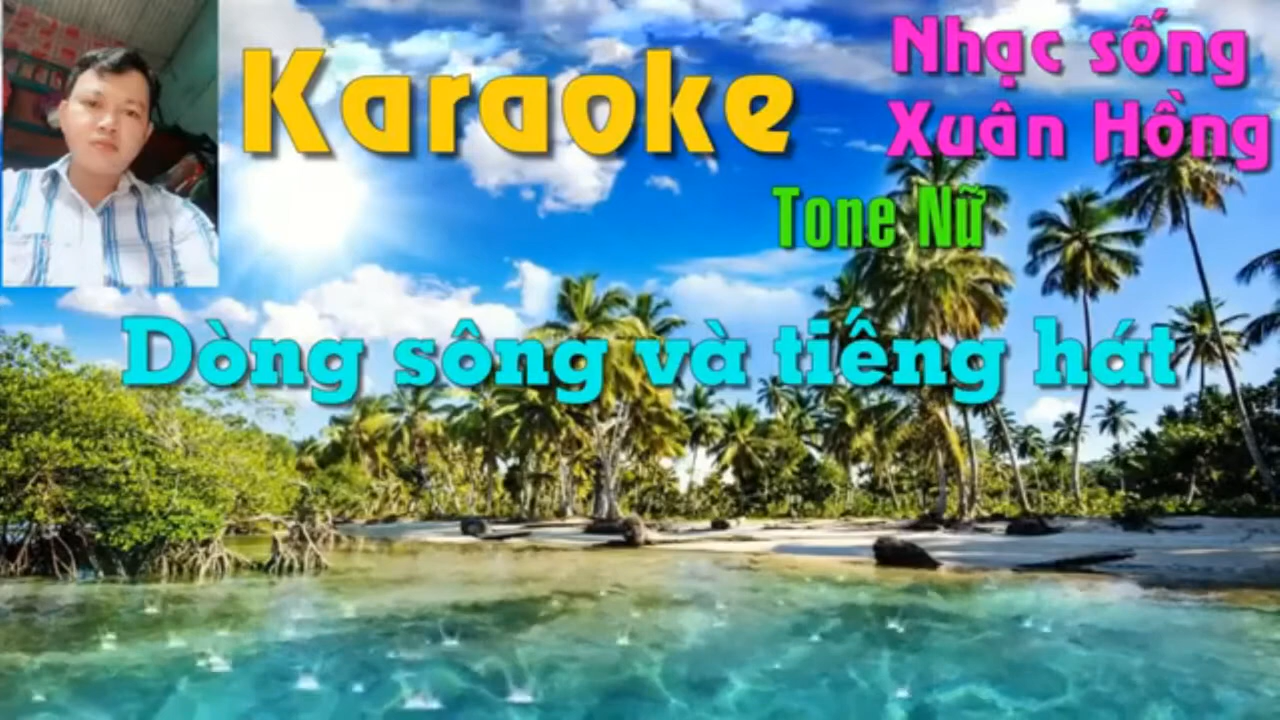 Karaoke
Nhạc sống
Xuân Hồng
Tone Nữ
Dòng sông và tiếng hát